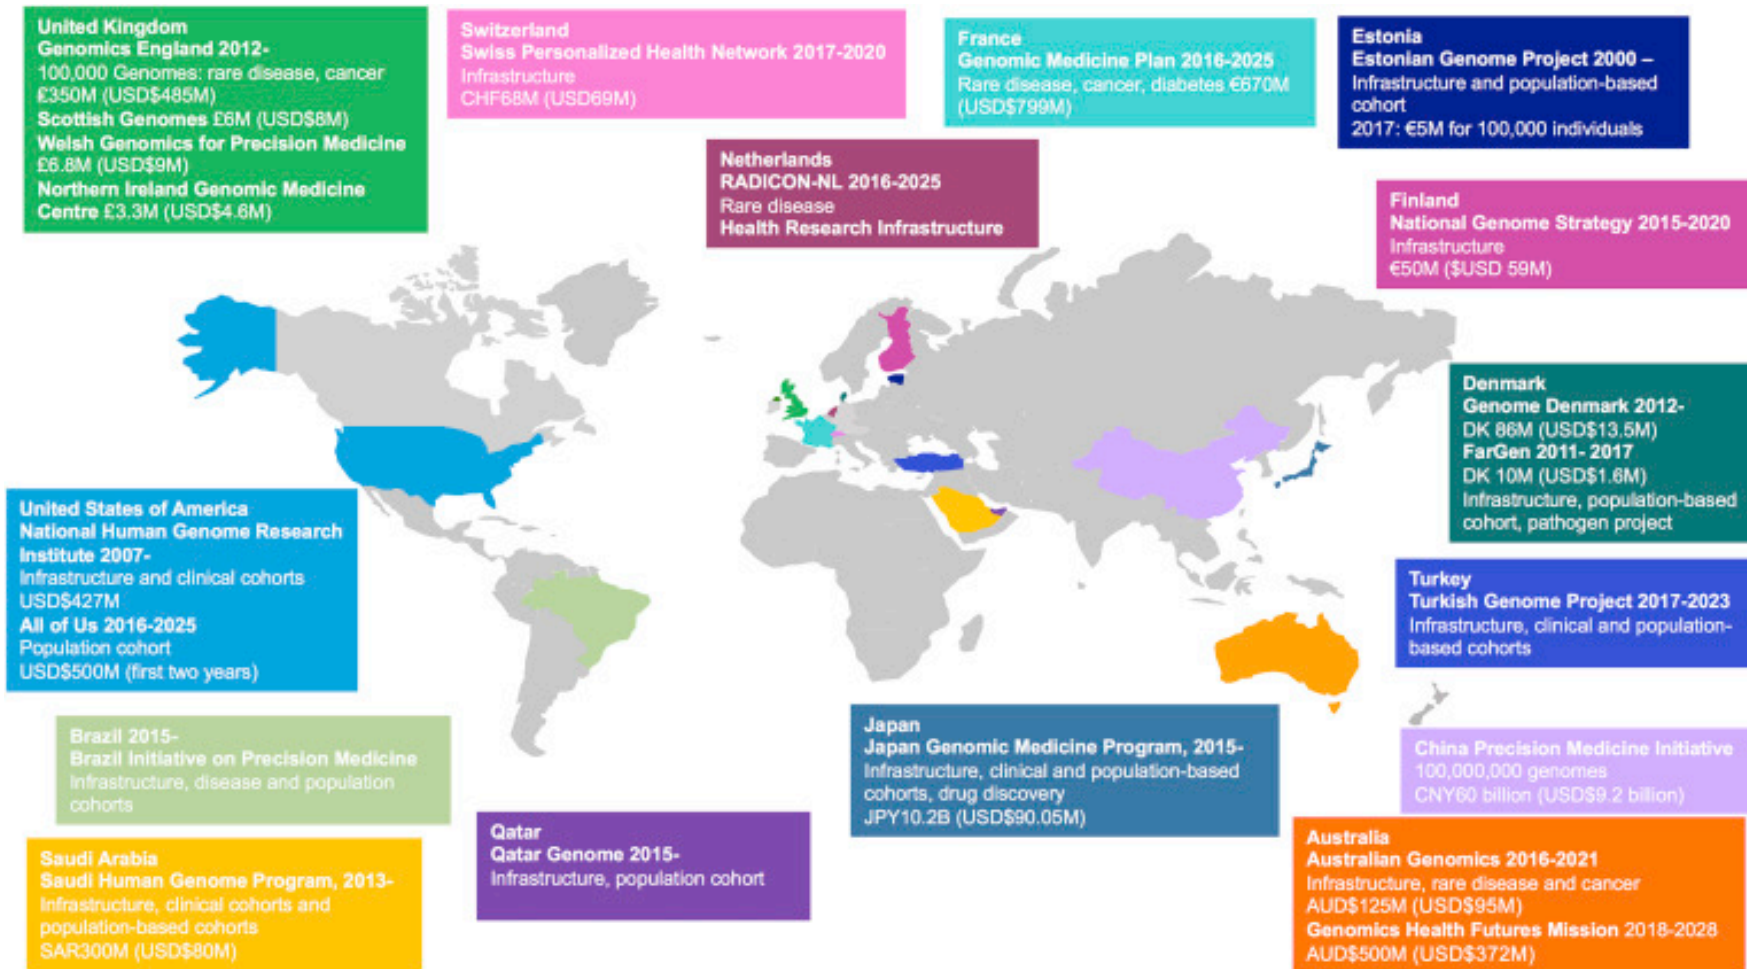 United Kingdom
Genomics England 2012-
100,000 Genomes: rare disease, cancer
£350M (USD$485M)
Scottish Genomes £6M (USD$8M)
Welsh Genomics for Precision Medicine
£6.8M (USD$9M)
Northern Ireland Genomic Medicine
Centre £3.3M (USD$4.6M)
Switzerland
Swiss Personalized Health Network 2017-2020
Infrastructure
CHF68M (USD69M)
France
Genomic Medicine Plan 2016-2025
Rare disease, cancer, diabetes €670M
(USD$799M)
Estonia
Estonian Genome Project 2000 –
Infrastructure and population-based
cohort
2017: €5M for 100,000 individuals
Netherlands
RADICON-NL 2016-2025
Rare disease
Health Research Infrastructure
Finland
National Genome Strategy 2015-2020
Infrastructure
€50M ($USD 59M)
Denmark
Genome Denmark 2012-
DK 86M (USD$13.5M)
FarGen 2011- 2017
DK 10M (USD$1.6M)
Infrastructure, population-based
cohort, pathogen project
United States of America
National Human Genome Research
Institute 2007-
Infrastructure and clinical cohorts
USD$427M
All of Us 2016-2025
Population cohort
USD$500M (first two years)
Turkey
Turkish Genome Project 2017-2023
Infrastructure, clinical and population-
based cohorts
Brazil 2015-
Brazil Initiative on Precision Medicine
Infrastructure, disease and population
cohorts
Japan
Japan Genomic Medicine Program, 2015-
Infrastructure, clinical and population-based
cohorts, drug discovery
JPY10.2B (USD$90.05M)
China Precision Medicine Initiative
100,000,000 genomes
CNY60 billion (USD$9.2 billion)
Qatar
Qatar Genome 2015-
Infrastructure, population cohort
Saudi Arabia
Saudi Human Genome Program, 2013-
Infrastructure, clinical cohorts and
population-based cohorts
SAR300M (USD$80M)
Australia
Australian Genomics 2016-2021
Infrastructure, rare disease and cancer
AUD$125M (USD$95M)
Genomics Health Futures Mission 2018-2028
AUD$500M (USD$372M)